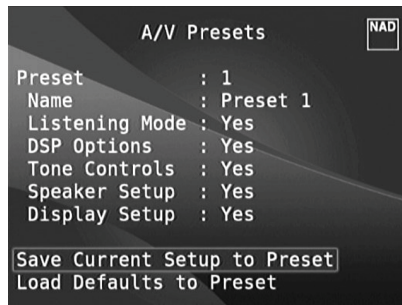 A/V Presets
NAD
Preset : 1
Name : Preset 1
Listening Mode : Yes
DSP Options : Yes
Tone Controls : Yes
Speaker Setup : Yes
Display Setup : Yes
Save Current Setup to Preset
Load Defaults to Preset